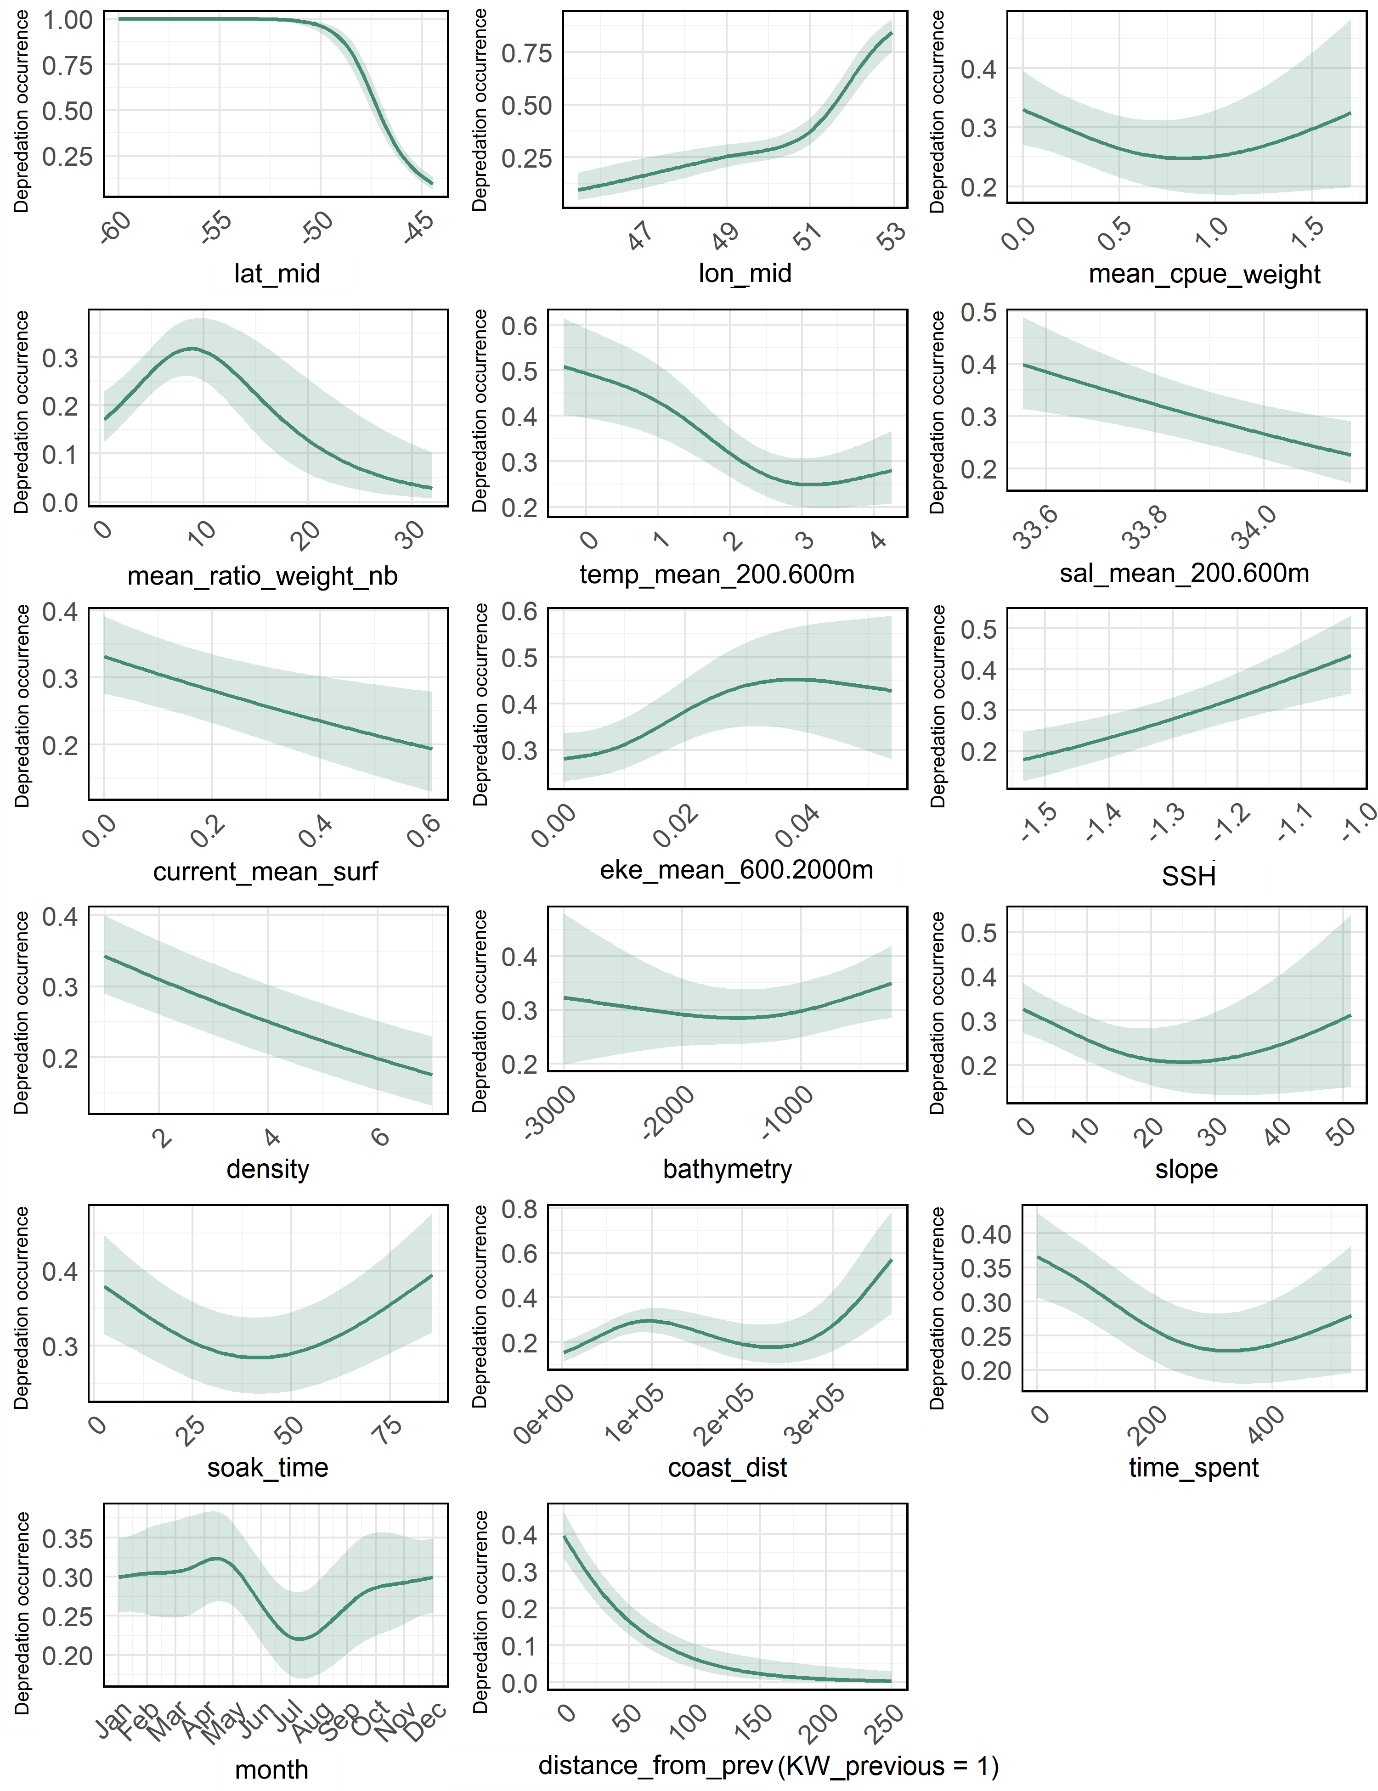 Depredation occurrence
1.00
0.75
0.50
0.25
-60
-55
-50
-45
lat_mid
Depredation occurrence
0.75
0.50
0.25
47
49
51
53
lon_mid
Depredation occurrence
0.4
0.3
0.2
0.0
0.5
1.0
1.5
mean_cpue_weight
Depredation occurrence
0.3
0.2
0.1
0.0
0
10
20
30
mean_ratio_weight_nb
Depredation occurrence
0.6
0.5
0.4
0.3
0.2
0
1
2
3
4
temp_mean_200.600m
Depredation occurrence
0.5
0.4
0.3
0.2
33.6
33.8
34.0
sal_mean_200.600m
Depredation occurrence
0.4
0.3
0.2
0.0
0.2
0.4
0.6
current_mean_surf
Depredation occurrence
0.6
0.5
0.4
0.3
0.00
0.02
0.04
eke_mean_600.2000m
Depredation occurrence
0.5
0.4
0.3
0.2
-1.5
-1.4
-1.3
-1.2
-1.1
-1.0
SSH
Depredation occurrence
0.4
0.3
0.2
2
4
6
density
Depredation occurrence
0.4
0.3
0.2
-3000
-2000
-1000
bathymetry
Depredation occurrence
0.5
0.4
0.3
0.2
0
10
20
30
40
50
slope
Depredation occurrence
0.4
0.3
0
25
50
75
soak_time
Depredation occurrence
0.8
0.6
0.4
0.2
0e+00
1e+05
2e+05
3e+05
coast_dist
Depredation occurrence
0.40
0.35
0.30
0.25
0.20
0
200
400
time_spent
Depredation occurrence
0.35
0.30
0.25
0.20
Jan
Feb
Mar
Apr
May
Jun
Jul
Aug
Sep
Oct
Nov
Dec
month
Depredation occurrence
0.4
0.3
0.2
0.1
0.0
0
50
100
150
200
250
distance_from_prev (KW_previous = 1)